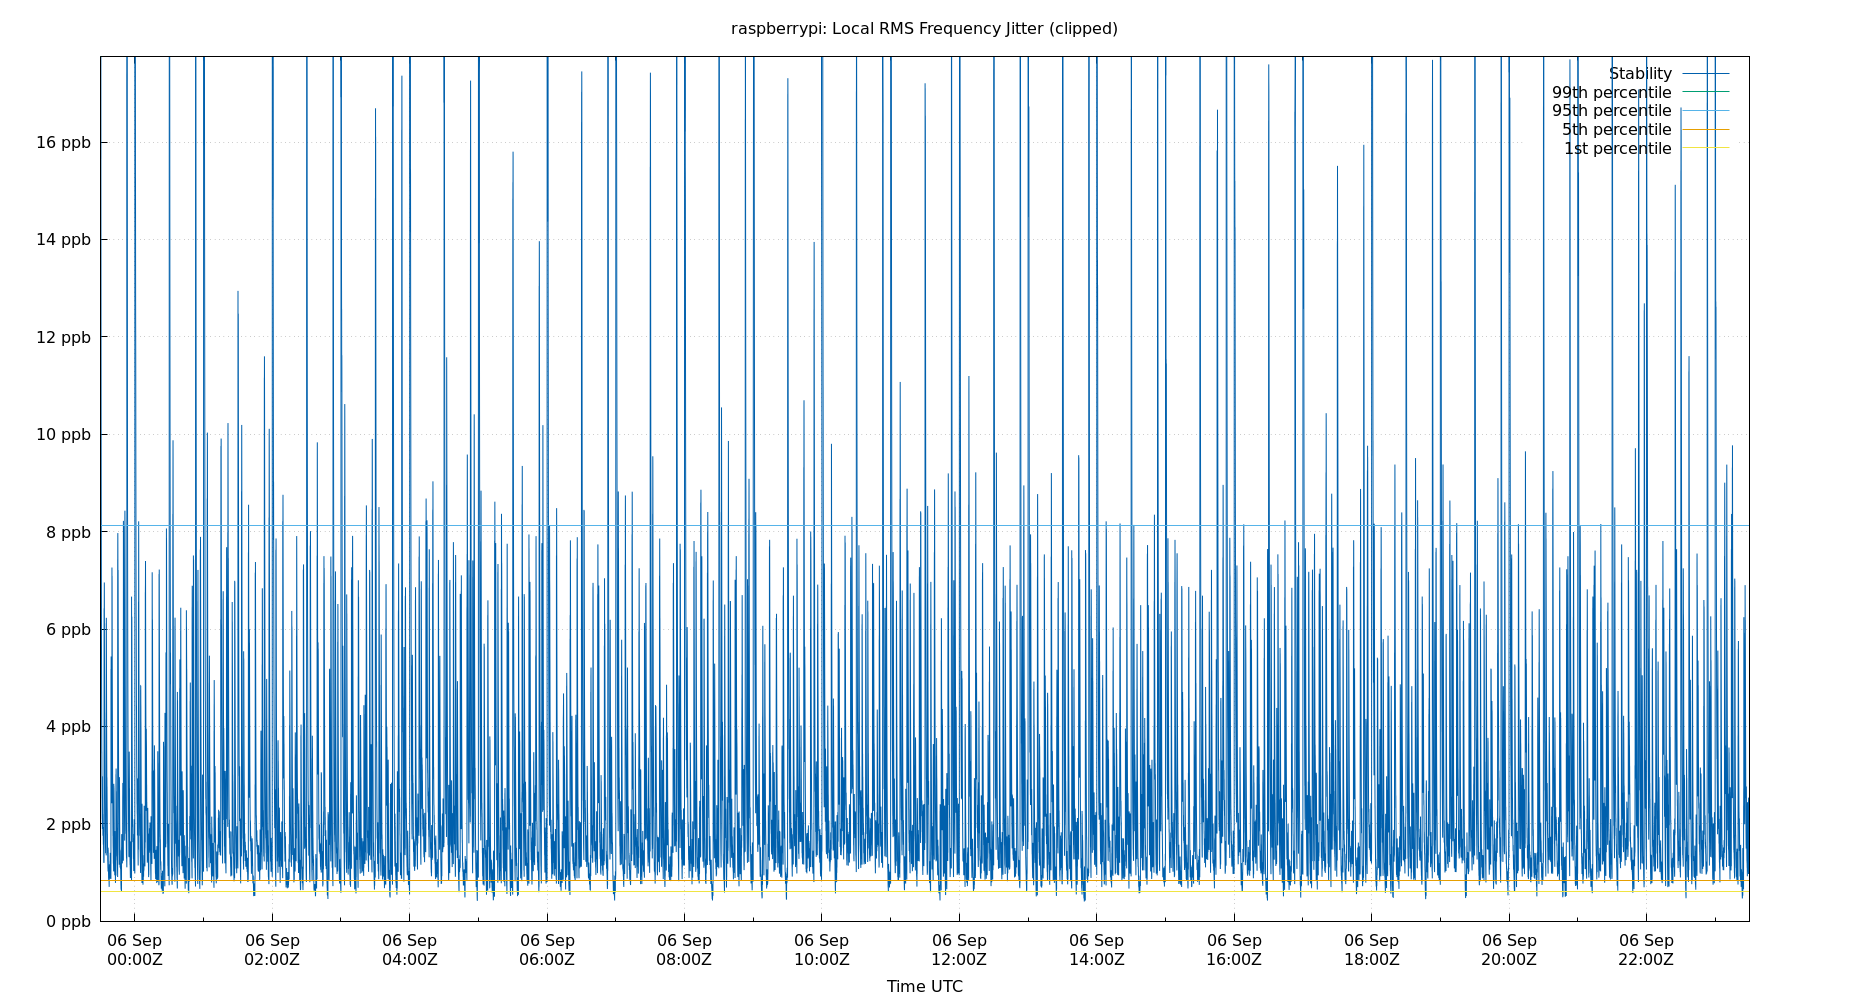 raspberrypi: Local RMS Frequency Jitter (clipped)
Stability
99th percentile
95th percentile
5th percentile
1st percentile
16 ppb
14 ppb
12 ppb
10 ppb
8 ppb
6 ppb
4 ppb
2 ppb
0 ppb
06 Sep 06 Sep 06 Sep 06 Sep 06 Sep 06 Sep 06 Sep 06 Sep 06 Sep 06 Sep 06 Sep 06 Sep
00:00Z 02:00Z 04:00Z 06:00Z 08:00Z 10:00Z 12:00Z 14:00Z 16:00Z 18:00Z 20:00Z 22:00Z
Time UTC